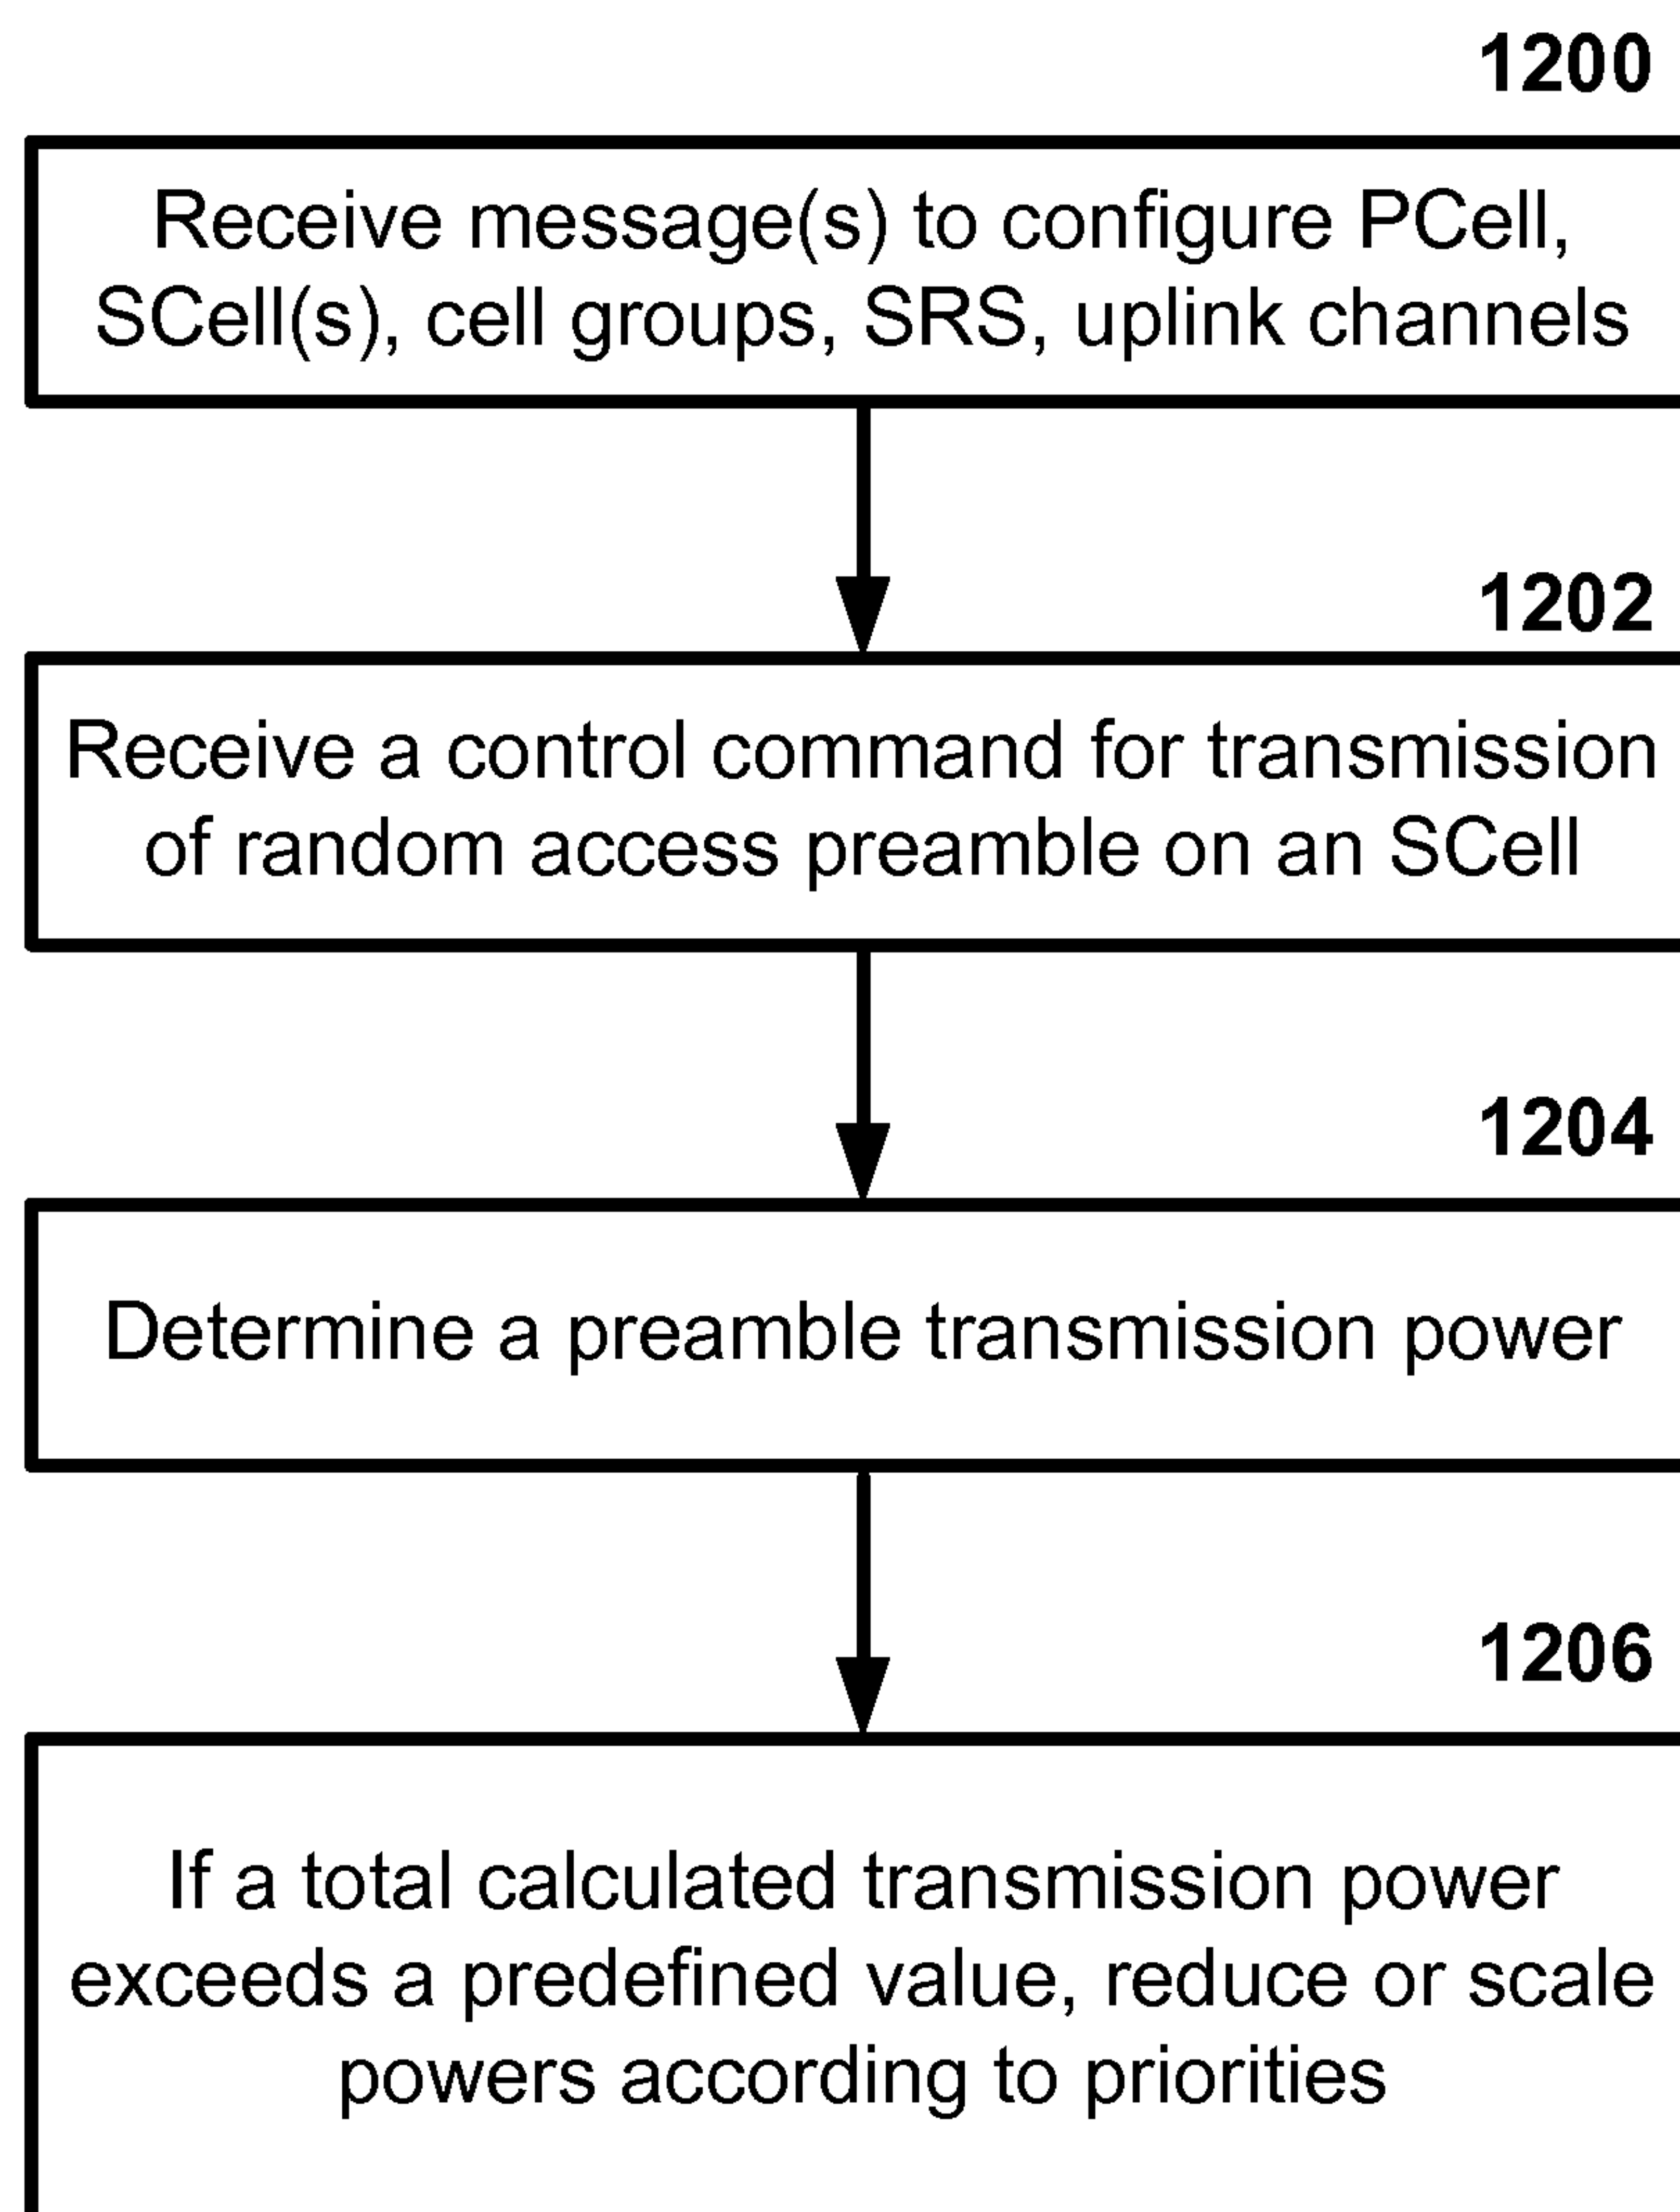 1200
Receive message(s) to configure PCell,
SCell(s), cell groups, SRS, uplink channels
1202
Receive a control command for transmission
of random access preamble on an SCell
1204
Determine a preamble transmission power
1206
If a total calculated transmission power
exceeds a predefined value, reduce or scale
powers according to priorities